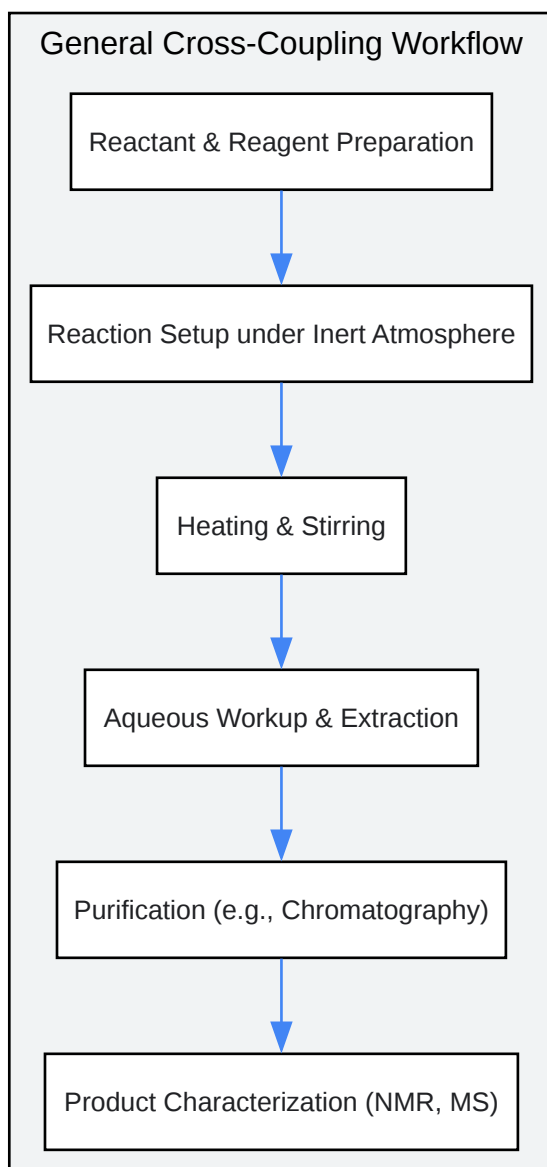 General Cross-Coupling Workflow
Reactant & Reagent Preparation
Reaction Setup under Inert Atmosphere
Heating & Stirring
Aqueous Workup & Extraction
Purification (e.g., Chromatography)
Product Characterization (NMR, MS)